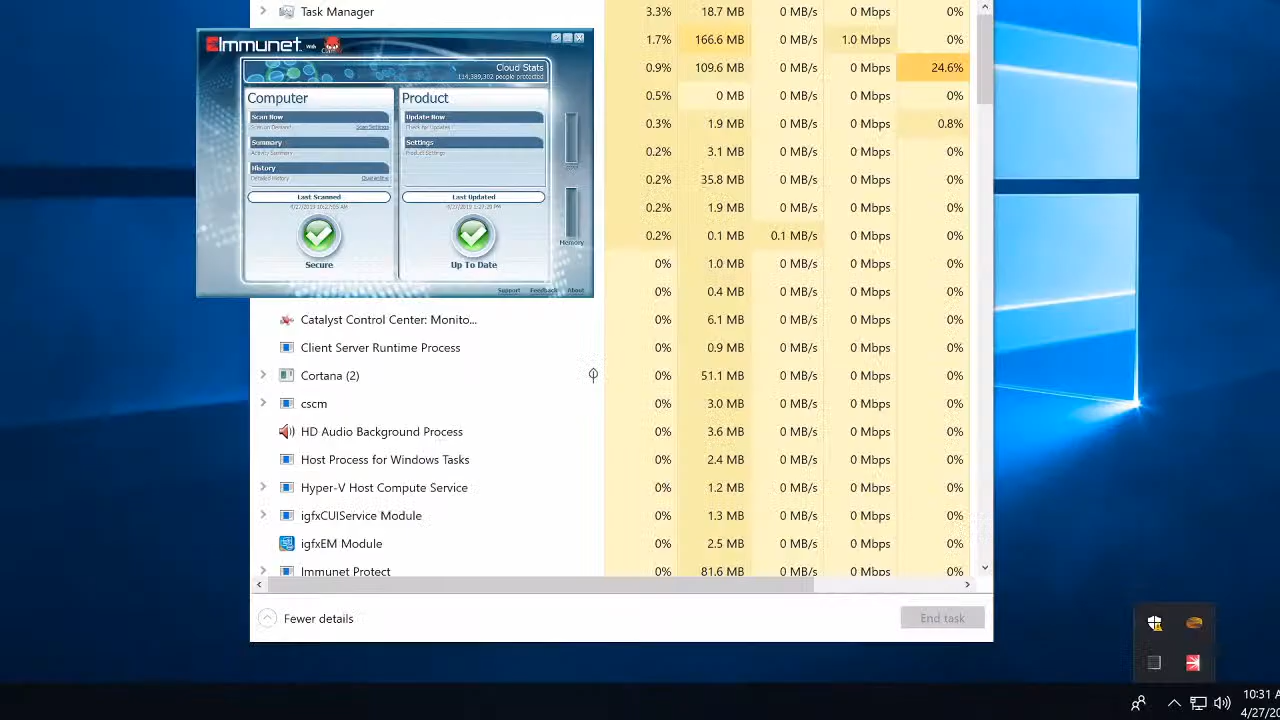 Task Manager 3.3% 18.7 MB 0 MB/s 0 Mbps 0%
1.7% 166.6 MB 0 MB/s 1.0 Mbps 0%
Immunet With
0.9% 109.6 MB 0 MB/s 0 Mbps 24.6%
Cloud Stats
people protected
0.5% 0 MB 0 MB/s 0 Mbps 0%
Computer Product
Scan Now Update Now
Scan on Demand Scan Settings Check for Updates
0.3% 1.9 MB 0 MB/s 0 Mbps 0.8%
Summary Settings
Activity Summary Product Settings
0.2% 3.1 MB 0 MB/s 0 Mbps 0%
History
Detailed History Quarantine
0.2% 35.8 MB 0 MB/s 0 Mbps 0%
Last Scanned Last Updated
4/27/2019
0.2% 1.9 MB 0 MB/s 0 Mbps 0%
0.2% 0.1 MB 0.1 MB/s 0 Mbps 0%
Memory
Secure Up To Date
0% 1.0 MB 0 MB/s 0 Mbps 0%
Support Feedback About
0% 0.4 MB 0 MB/s 0 Mbps 0%
Catalyst Control Center: Monito... 0% 6.1 MB 0 MB/s 0 Mbps 0%
Client Server Runtime Process 0% 0.9 MB 0 MB/s 0 Mbps 0%
Cortana (2) 0% 51.1 MB 0 MB/s 0 Mbps 0%
cscm 0% 3.0 MB 0 MB/s 0 Mbps 0%
HD Audio Background Process 0% 3.6 MB 0 MB/s 0 Mbps 0%
Host Process for Windows Tasks 0% 2.4 MB 0 MB/s 0 Mbps 0%
Hyper-V Host Compute Service 0% 1.2 MB 0 MB/s 0 Mbps 0%
igfxCUIService Module 0% 1.3 MB 0 MB/s 0 Mbps 0%
igfxEM Module 0% 2.5 MB 0 MB/s 0 Mbps 0%
Immunet Protect 0% 81.6 MB 0 MB/s 0 Mbps 0%
Fewer details End task
10:31 A
4/27/20